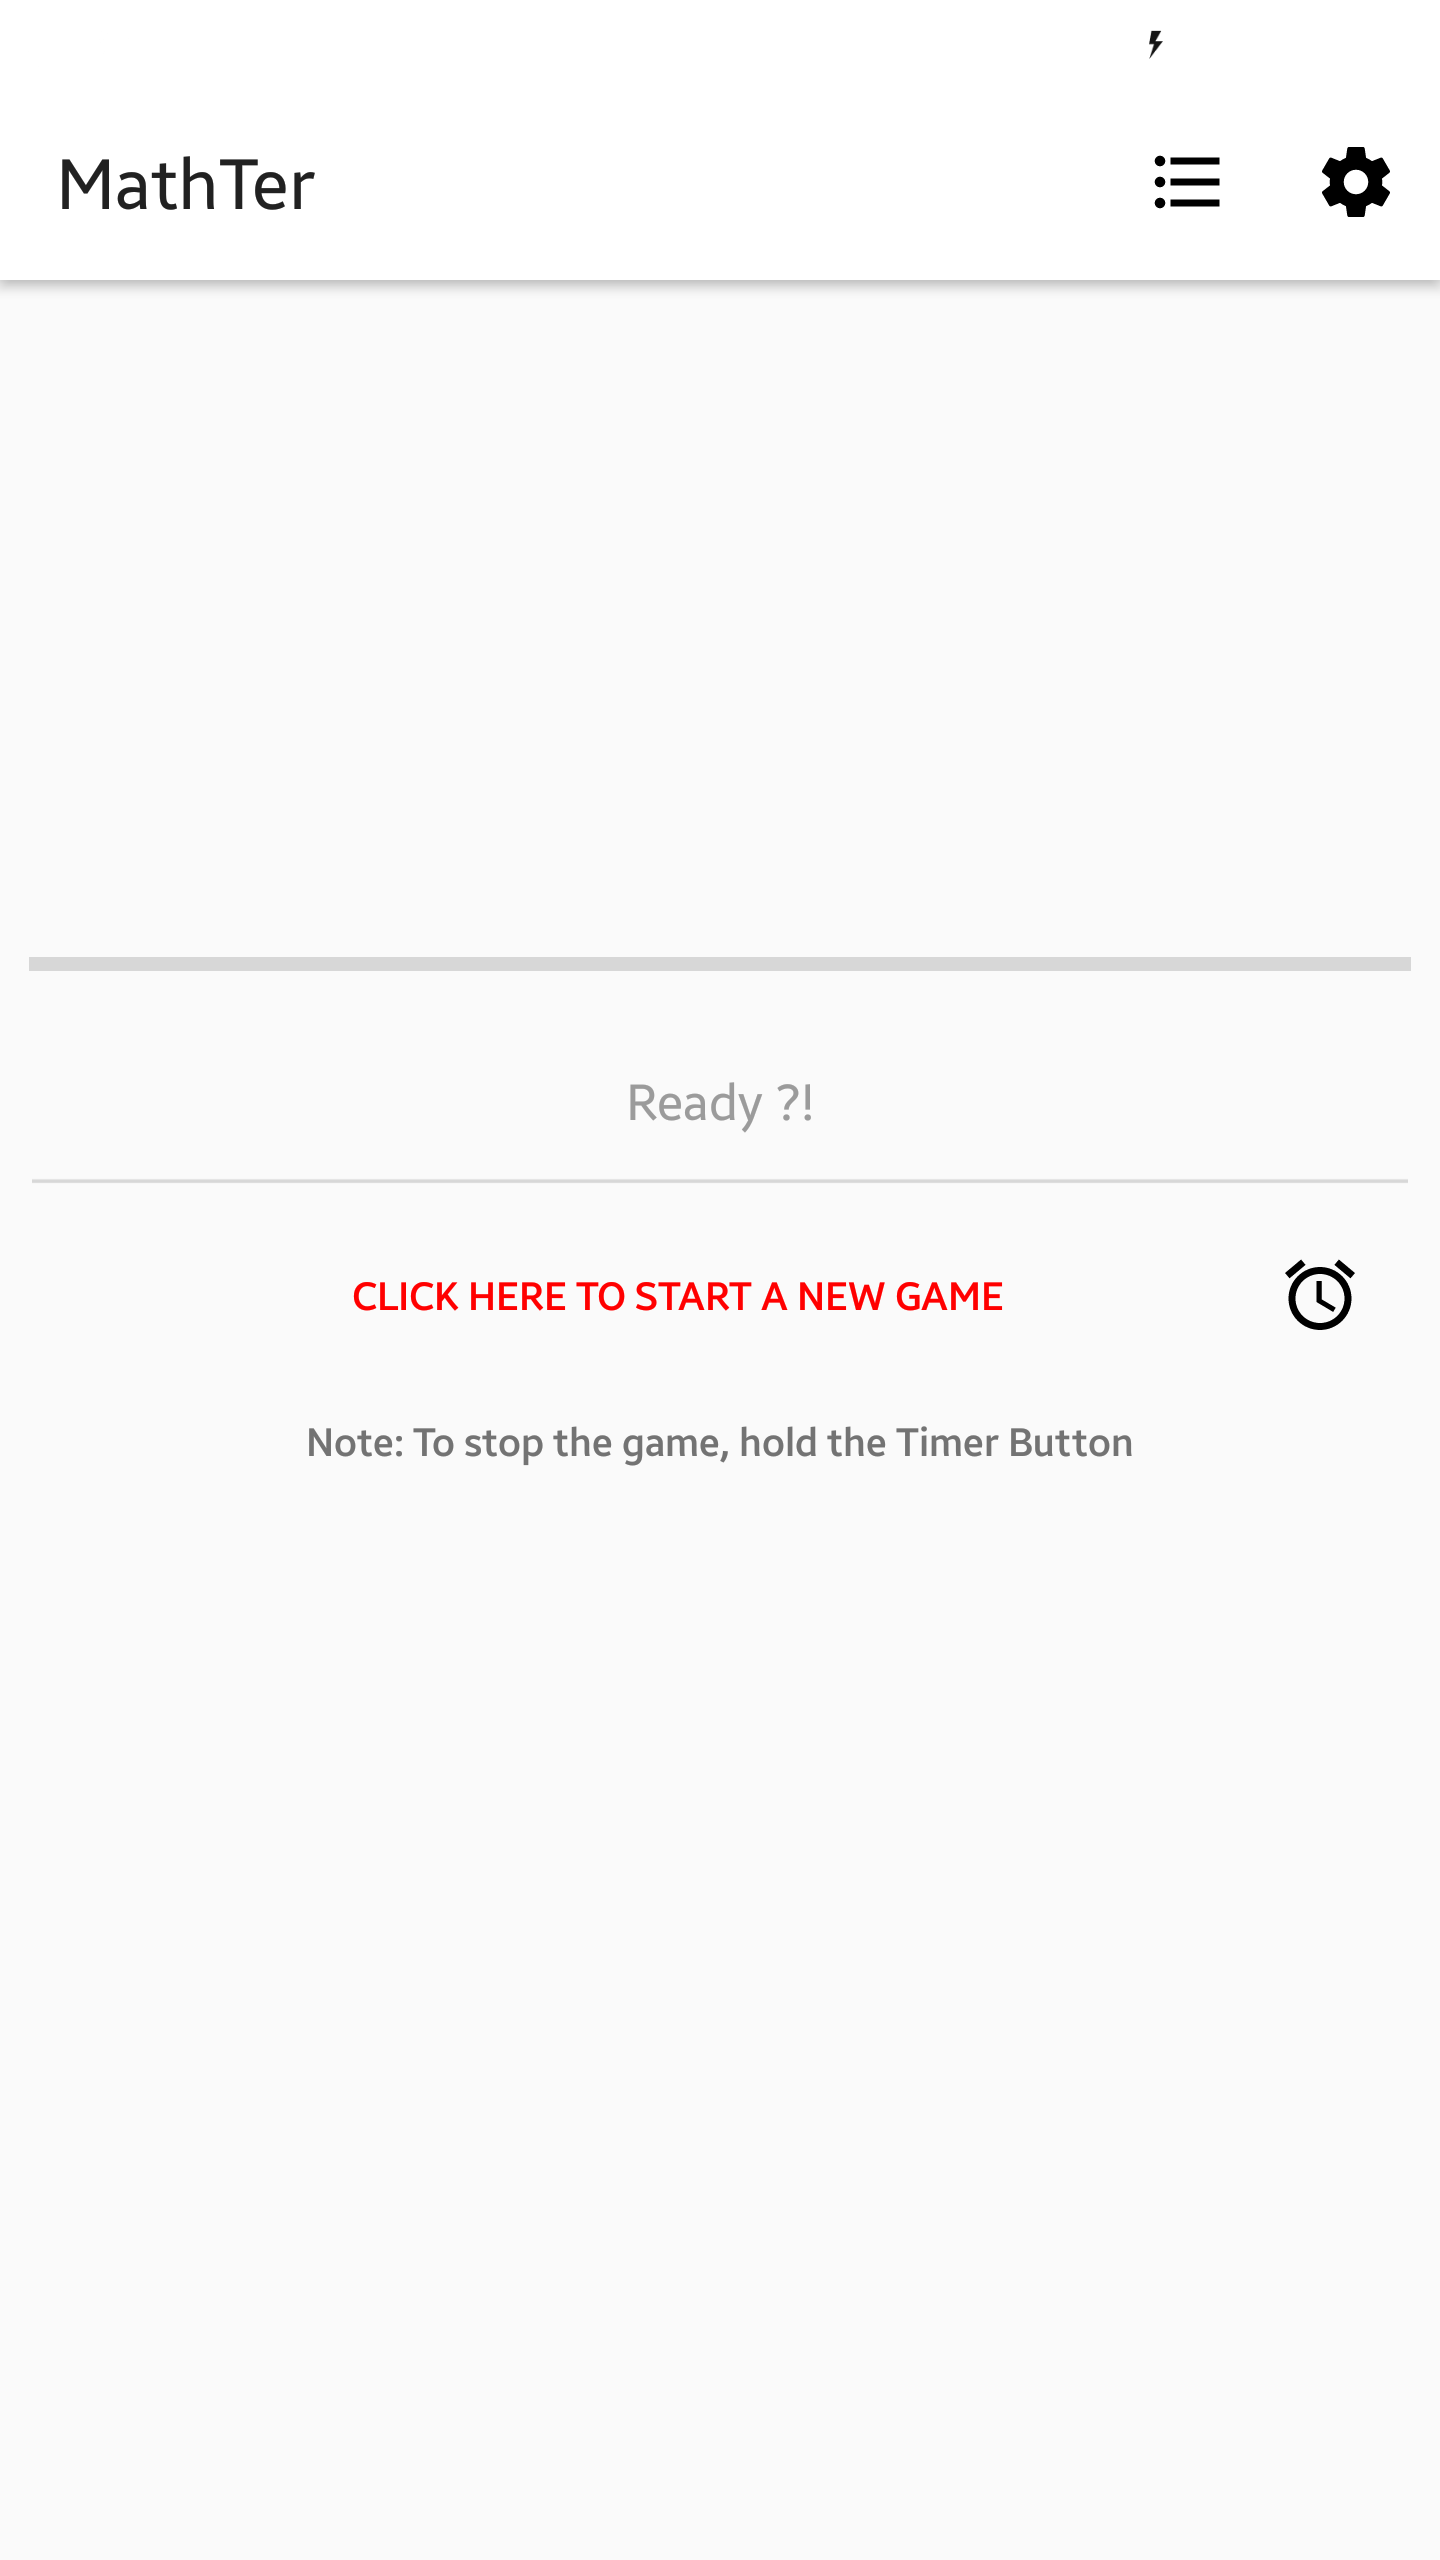 MathTer
Ready ?!
CLICK HERE TO START A NEW GAME
Note: To stop the game, hold the Timer Button